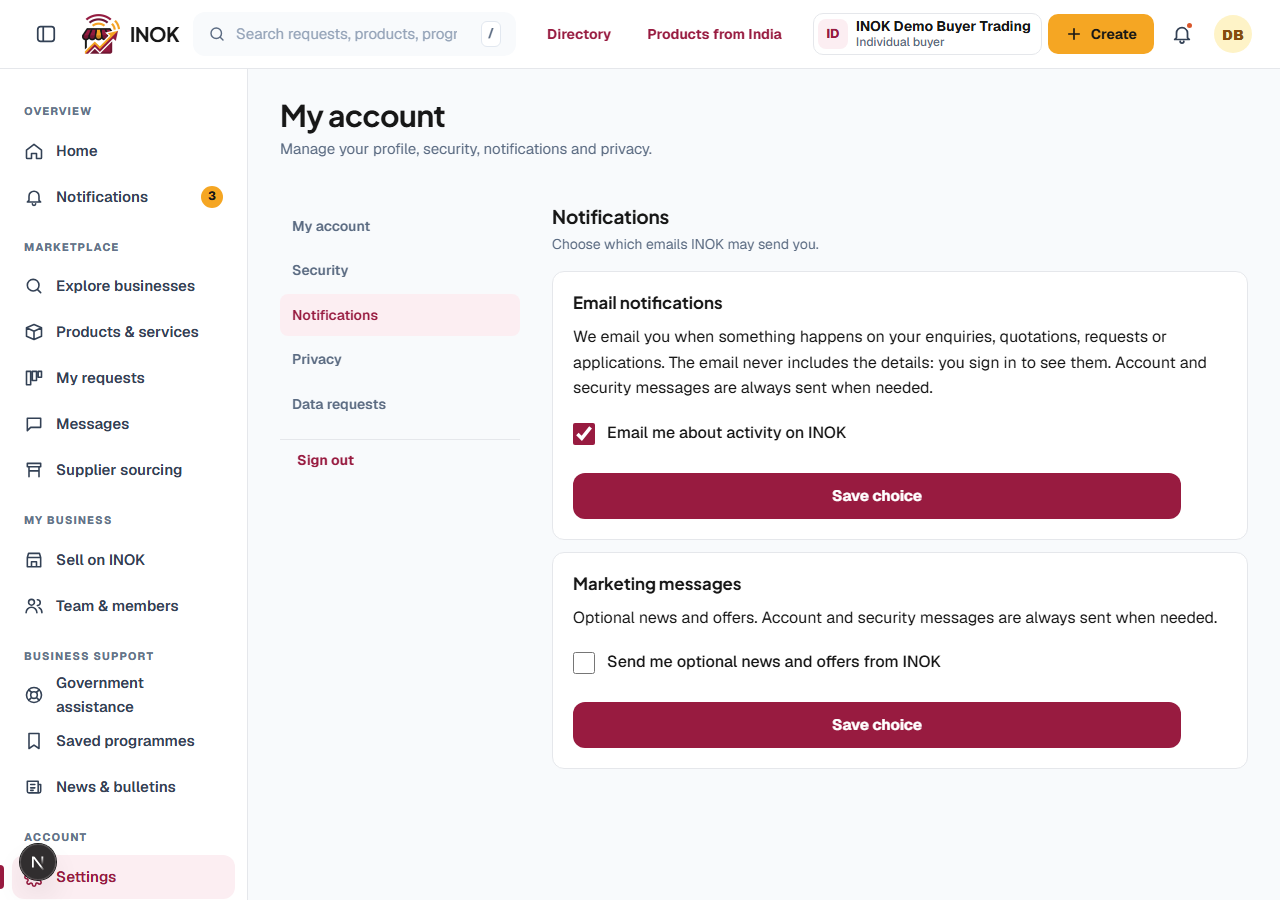 INOK
Search requests, products, progr
/
Directory
Products from India
ID
INOK Demo Buyer Trading
Individual buyer
Create
DB
OVERVIEW
Home
Notifications
3
MARKETPLACE
Explore businesses
Products & services
My requests
Messages
Supplier sourcing
MY BUSINESS
Sell on INOK
Team & members
BUSINESS SUPPORT
Government
assistance
Saved programmes
News & bulletins
ACCOUNT
N
Settings
My account
Manage your profile, security, notifications and privacy.
My account
Security
Notifications
Privacy
Data requests
Sign out
Notifications
Choose which emails INOK may send you.
Email notifications
We email you when something happens on your enquiries, quotations, requests or
applications. The email never includes the details: you sign in to see them. Account and
security messages are always sent when needed.
Email me about activity on INOK
Save choice
Marketing messages
Optional news and offers. Account and security messages are always sent when needed.
Send me optional news and offers from INOK
Save choice